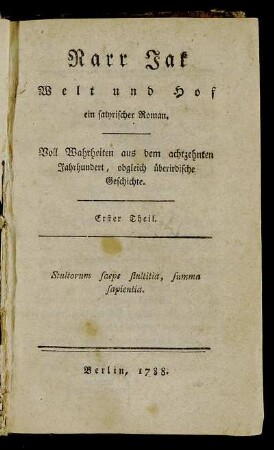 Narr Jak
Welt und Hof
ein satyrischer Roman.
Voll Wahrheiten aus dem achtzehnten
Jahrhundert, obgleich überirdische
Geschichte.
Erster Theil.
Stultorum saepe stultitia, summa
sapientia.
Berlin, 1788.